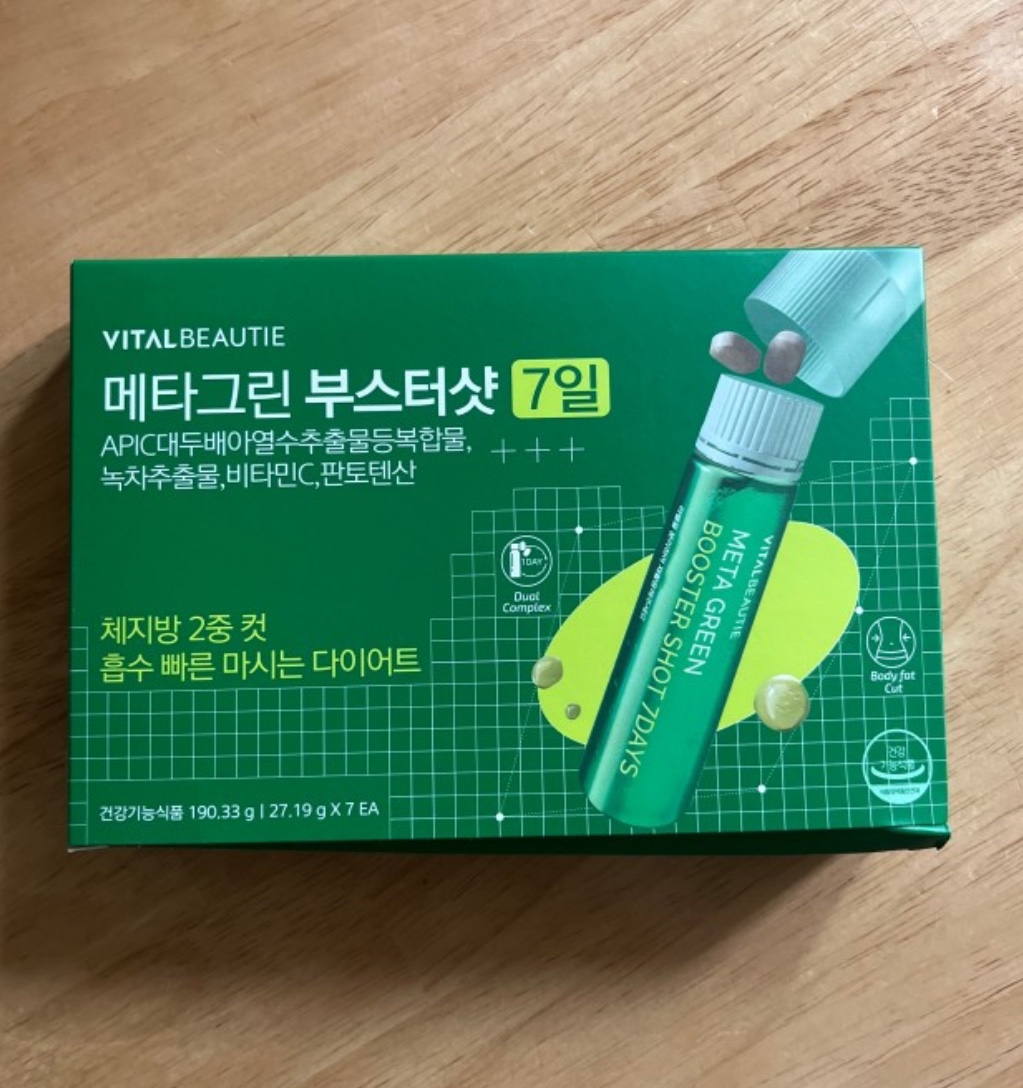 VITALBEAUTIE
메타그린 부스터샷 7일
APIC대두배아열수추출물등복합물,
녹차추출물,비타민C,판토텐산
1DAY
Dual
Complex
체지방 2중 컷
흡수 빠른 마시는 다이어트
VITALBEAUTIE
META GREEN
BOOSTER SHOT 7DAYS
Body fat
Cut
건강
기능식품
건강기능식품 190.33 g | 27.19 g X 7 EA